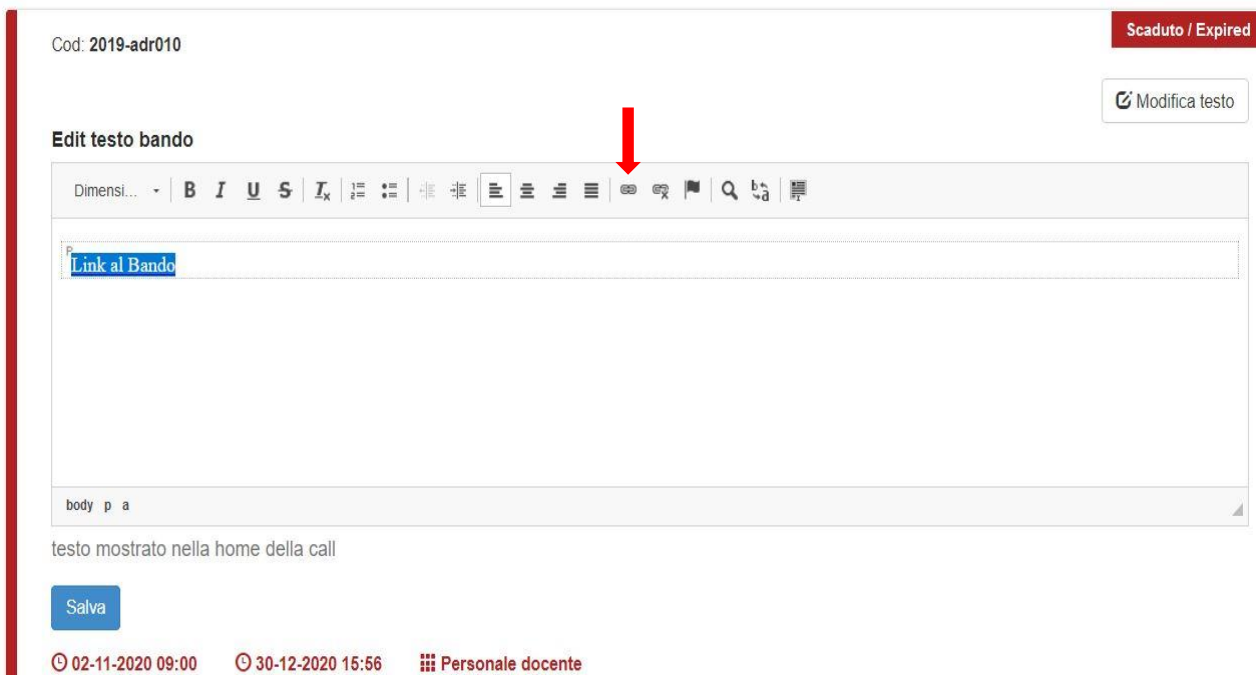 Cod: 2019-adr010
Scaduto / Expired
Modifica testo
Edit testo bando
Dimensi...
Link al Bando
body p a
testo mostrato nella home della call
Salva
02-11-2020 09:00 30-12-2020 15:56 Personale docente